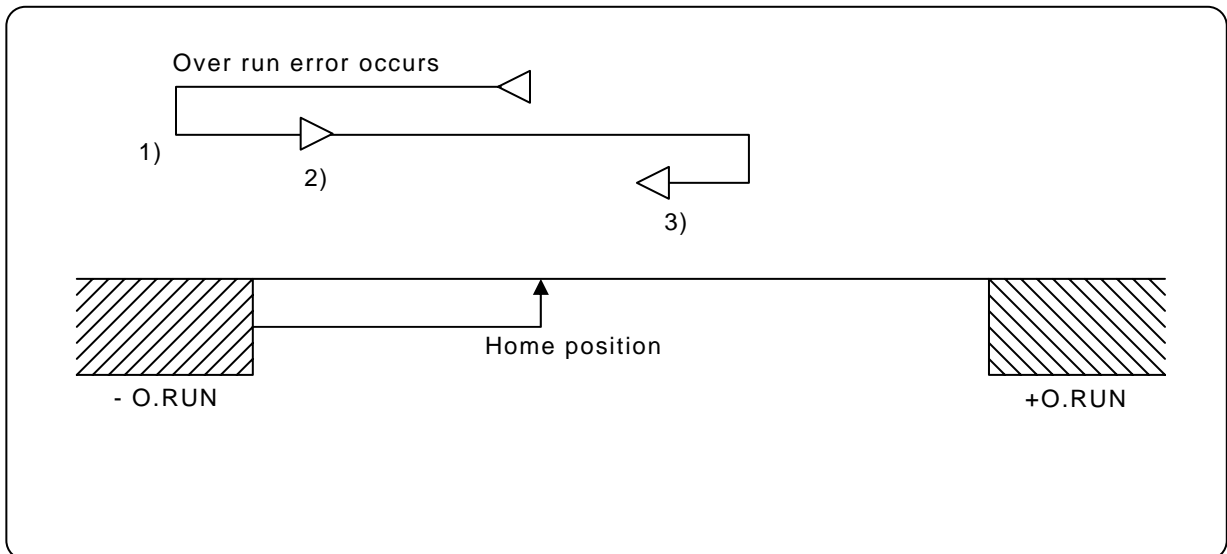 Over run error occurs
1)
2)
3)
Home position
- O.RUN
+O.RUN